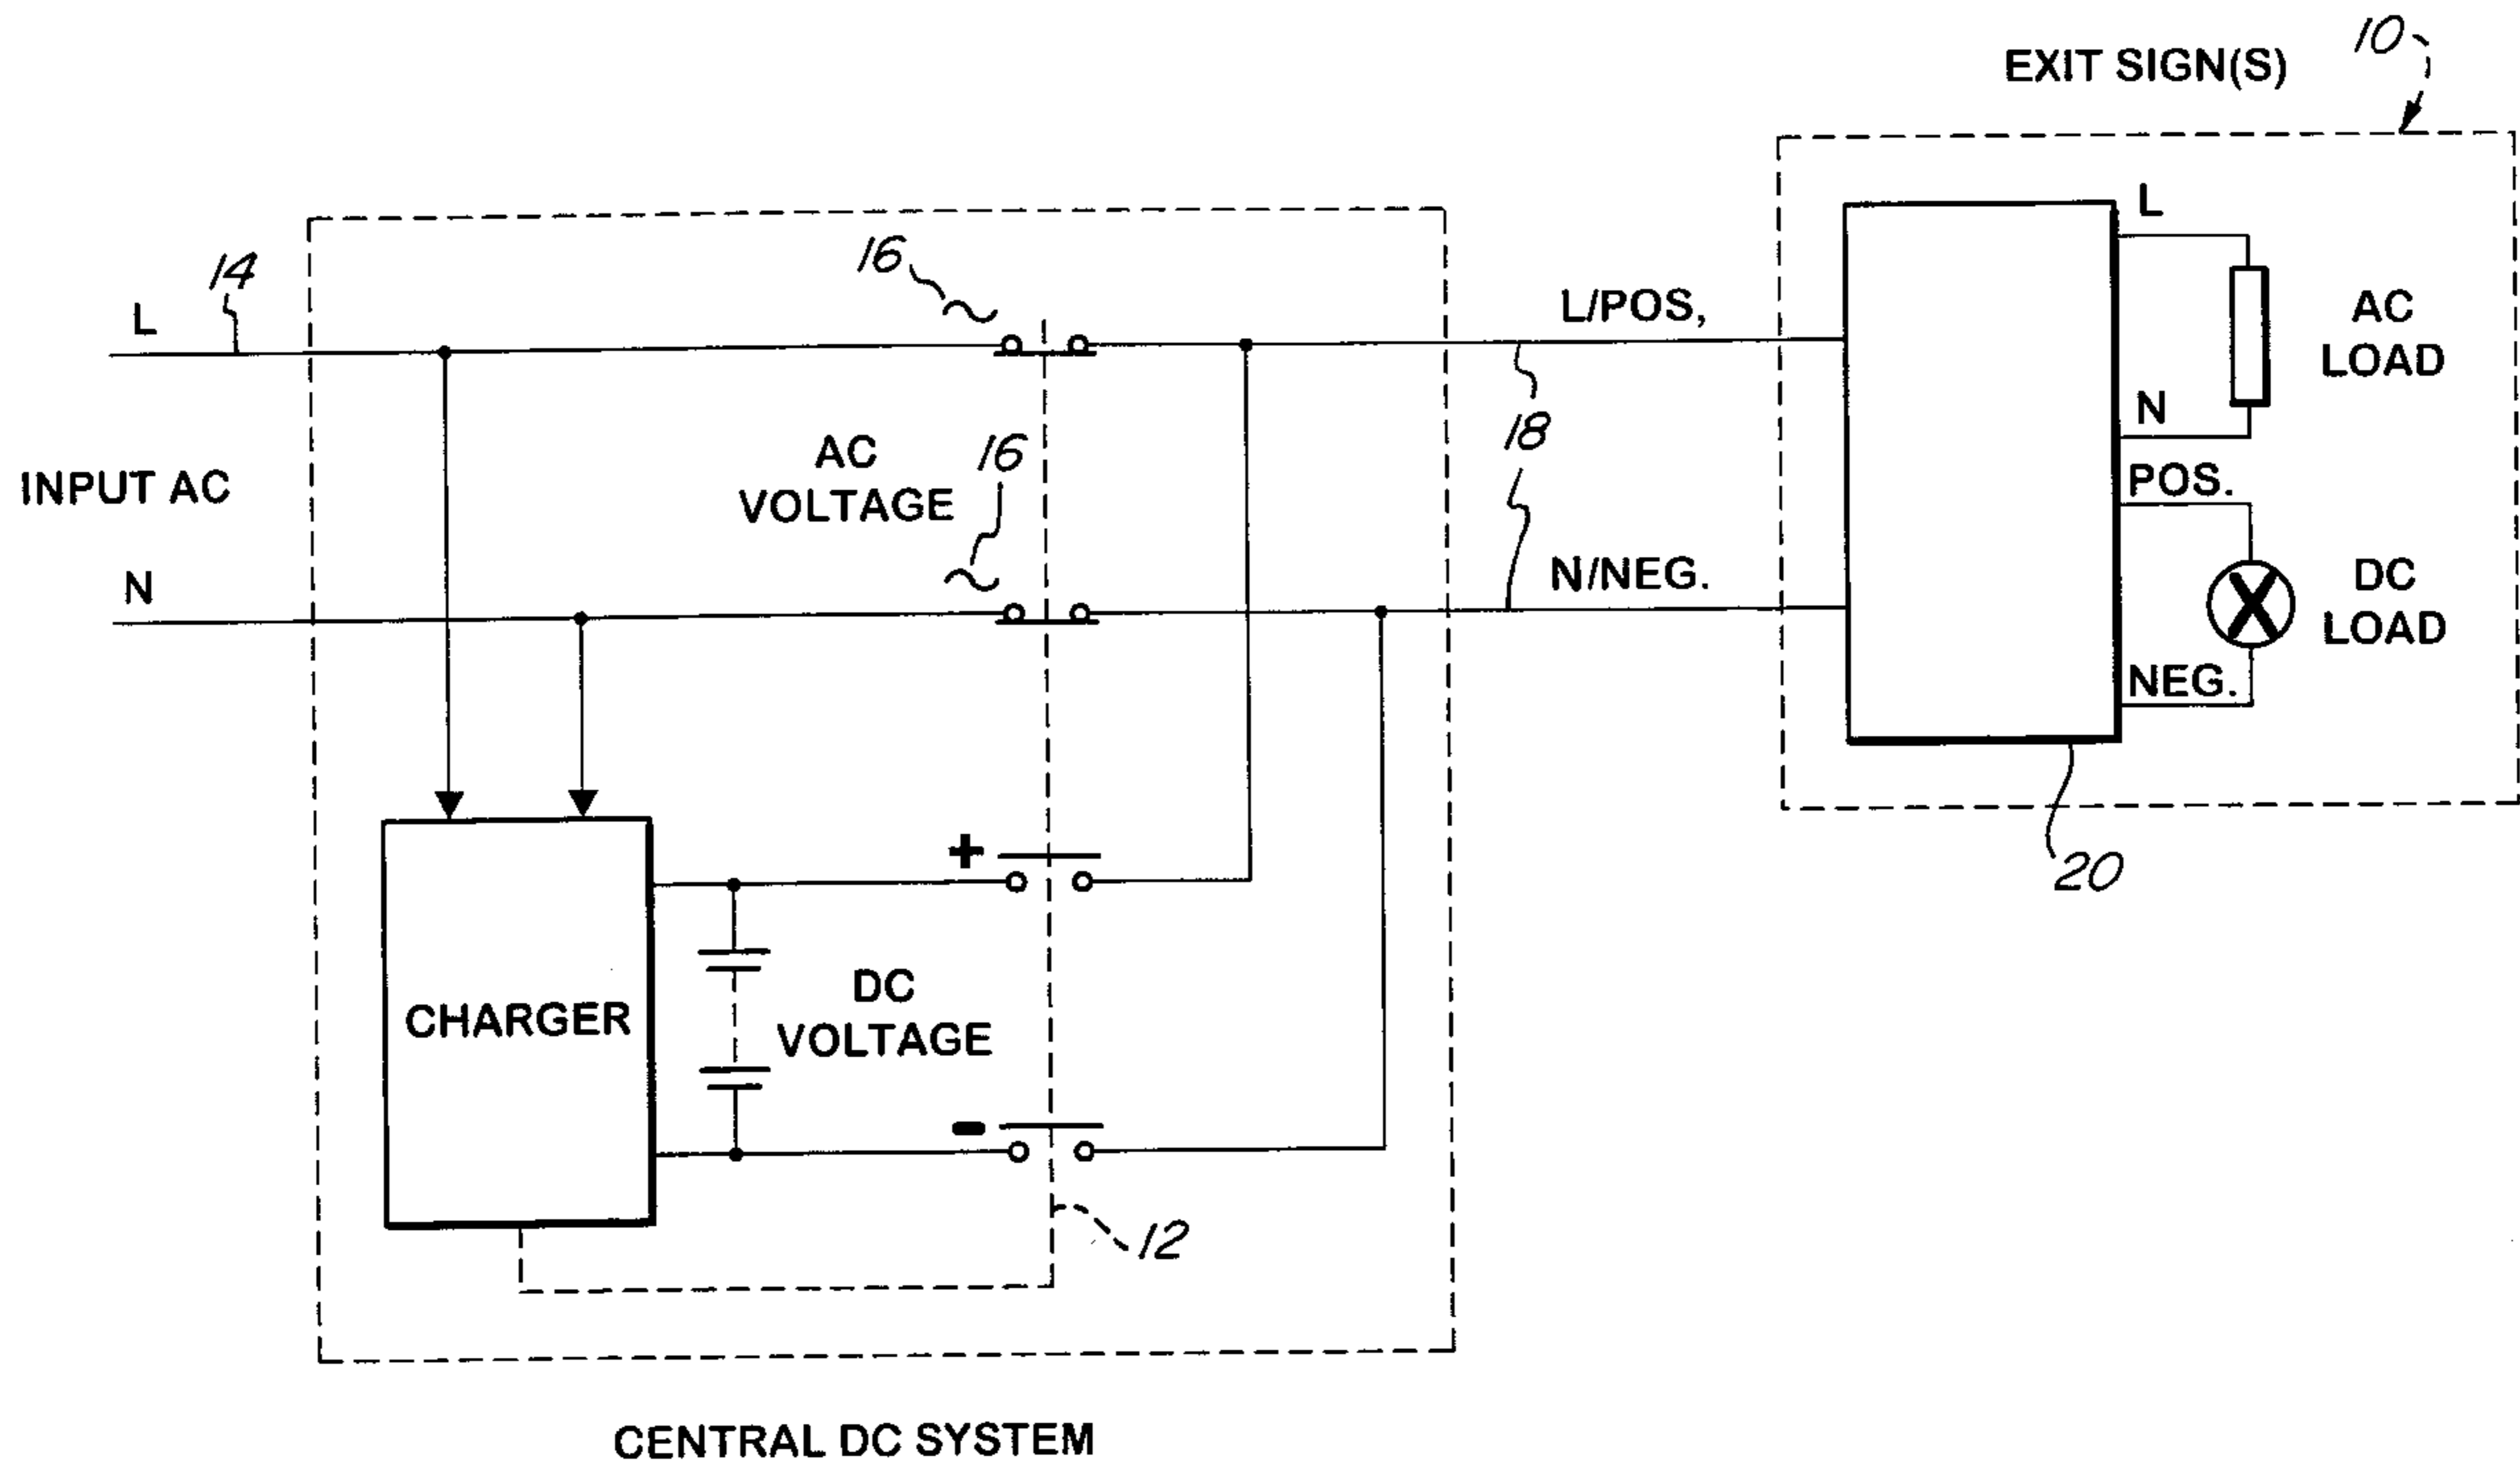 10
EXIT SIGN(S)
L
14
16
L/POS,
L
AC
LOAD
N
18
AC
VOLTAGE
16
INPUT AC
POS.
N
N/NEG.
DC
LOAD
NEG.
+
20
CHARGER
DC
VOLTAGE
-
12
CENTRAL DC SYSTEM